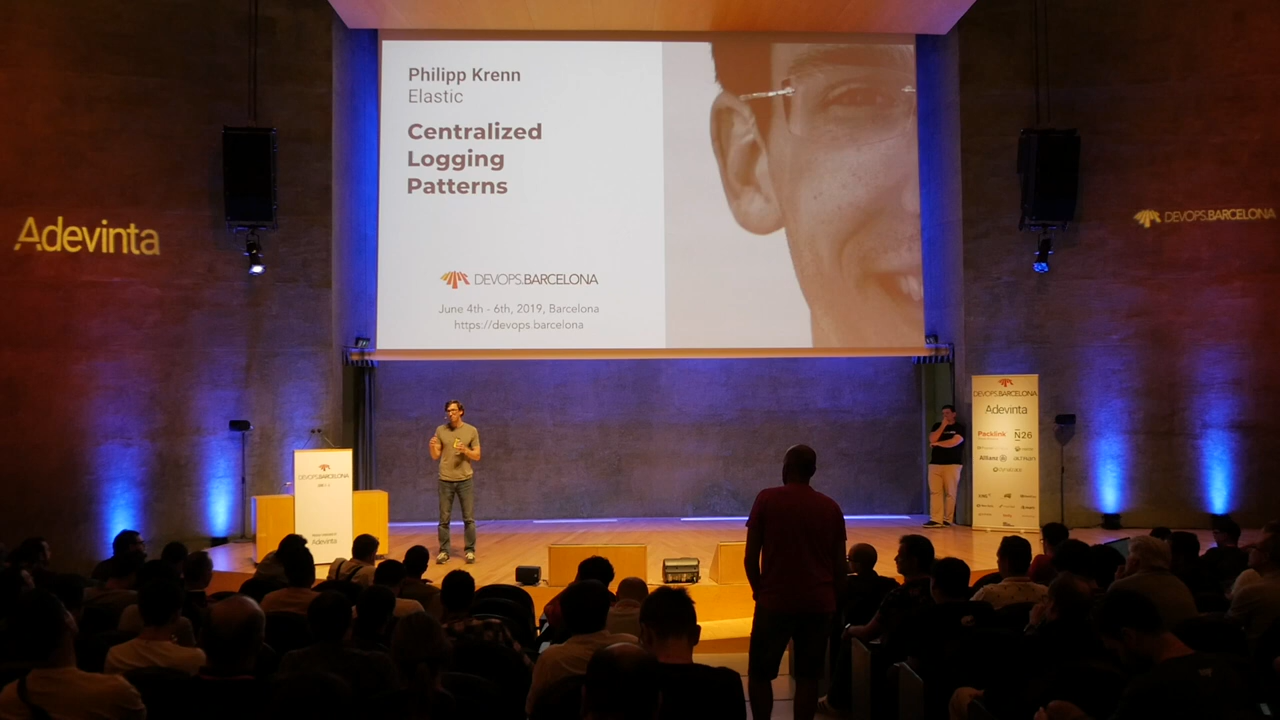 Philipp Krenn
Elastic
Centralized
Logging
Patterns
DEVOPS.BARCELONA
June 4th - 6th, 2019, Barcelona
https://devops.barcelona
Adevinta
DEVOPS.BARCELONA
DEVOPS.BARCELONA
Adevinta
DEVOPS.BARCELONA
Adevinta
Packlink
N26
Allianz